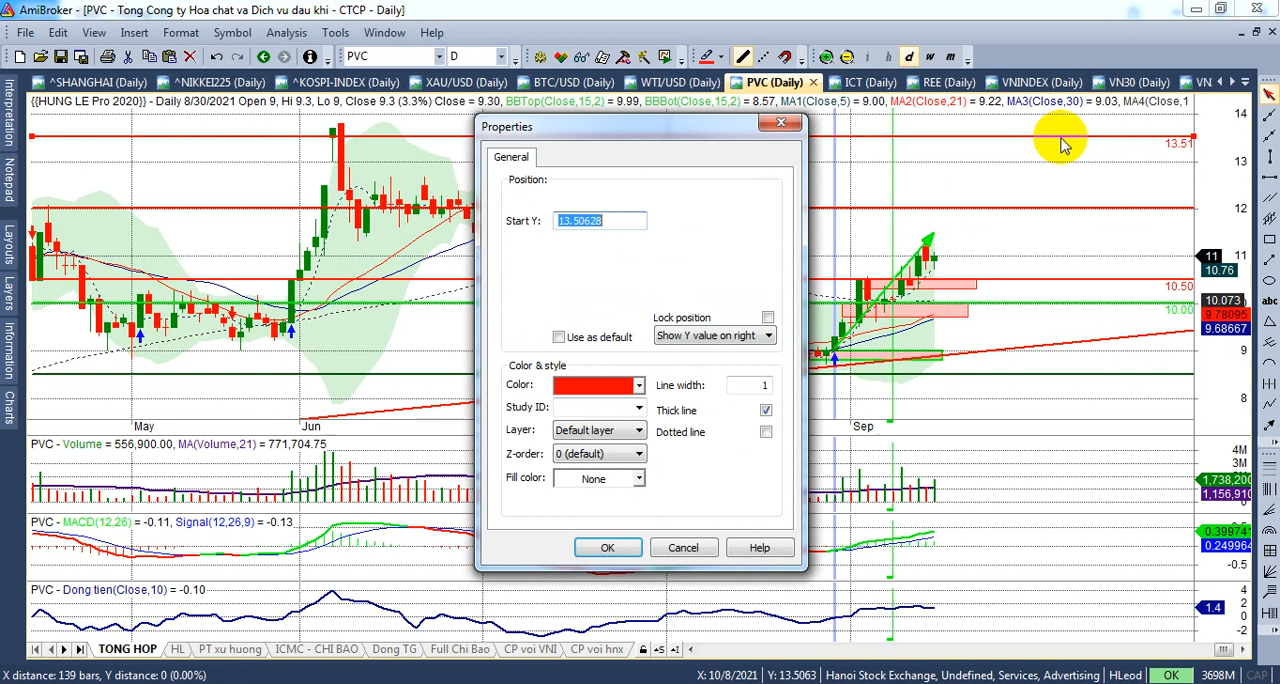 AmiBroker - [PVC - Tong Cong ty Hoa chat va Dich vu dau khi - CTCP - Daily]
File Edit View Insert Format Symbol Analysis Tools Window Help
PVC D i h d w m
^SHANGHAI (Daily) ^NIKKEI225 (Daily) ^KOSPI-INDEX (Daily) XAU/USD (Daily) BTC/USD (Daily) WTI/USD (Daily) PVC (Daily) ICT (Daily) REE (Daily) VNINDEX (Daily) VN30 (Daily) VN
{{HUNG LE Pro 2020}} - Daily 8/30/2021 Open 9, Hi 9.3, Lo 9, Close 9.3 (3.3%) Close = 9.30, BBTop(Close,15,2) = 9.99, BBBot(Close,15,2) = 8.57, MA1(Close,5) = 9.00, MA2(Close,21) = 9.22, MA3(Close,30) = 9.03, MA4(Close,1
Interpretation
Notepad
Layouts
Layers
Information
Charts
abc
14
13.51
13
12
11
11
10.76
10.50
10.073
10.00
9.78095
9.68667
9
8
May Jun Sep
Properties
General
Position:
Start Y: 13.50628
Lock position
Use as default Show Y value on right
Color & style
Color: Line width: 1
Study ID: Thick line
Layer: Default layer Dotted line
Z-order: 0 (default)
Fill color: None
OK Cancel Help
PVC - Volume = 556,900.00, MA(Volume,21) = 771,704.75
4M
3M
1,738,200
1,156,910
PVC - MACD(12,26) = -0.11, Signal(12,26,9) = -0.13
0.399741
0.249964
-0.5
PVC - Dong tien(Close,10) = -0.10
4
2
1.4
0
-2
TONG HOP HL PT xu huong ICMC - CHI BAO Dong TG Full Chi Bao CP voi VNI CP voi hnx
X distance: 139 bars, Y distance: 0 (0.00%) X: 10/8/2021 Y: 13.5063 Hanoi Stock Exchange, Undefined, Services, Advertising HLeod OK 3698M CAP